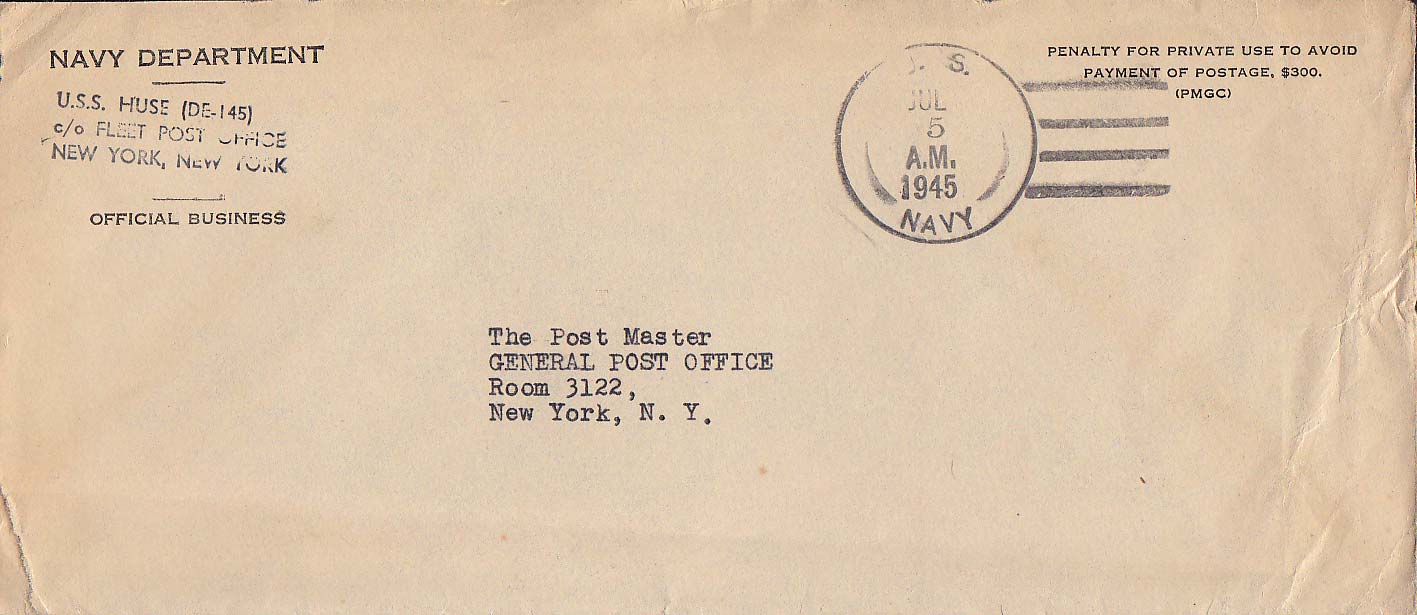 NAVY DEPARTMENT
U.S.S. HUSE (DE-145)
c/o FLEET POST OFFICE
NEW YORK, NEW YORK
OFFICIAL BUSINESS
U. S.
JUL
5
A.M.
1945
NAVY
PENALTY FOR PRIVATE USE TO AVOID
PAYMENT OF POSTAGE, $300.
(PMGC)
The Post Master
GENERAL POST OFFICE
Room 3122,
New York, N. Y.